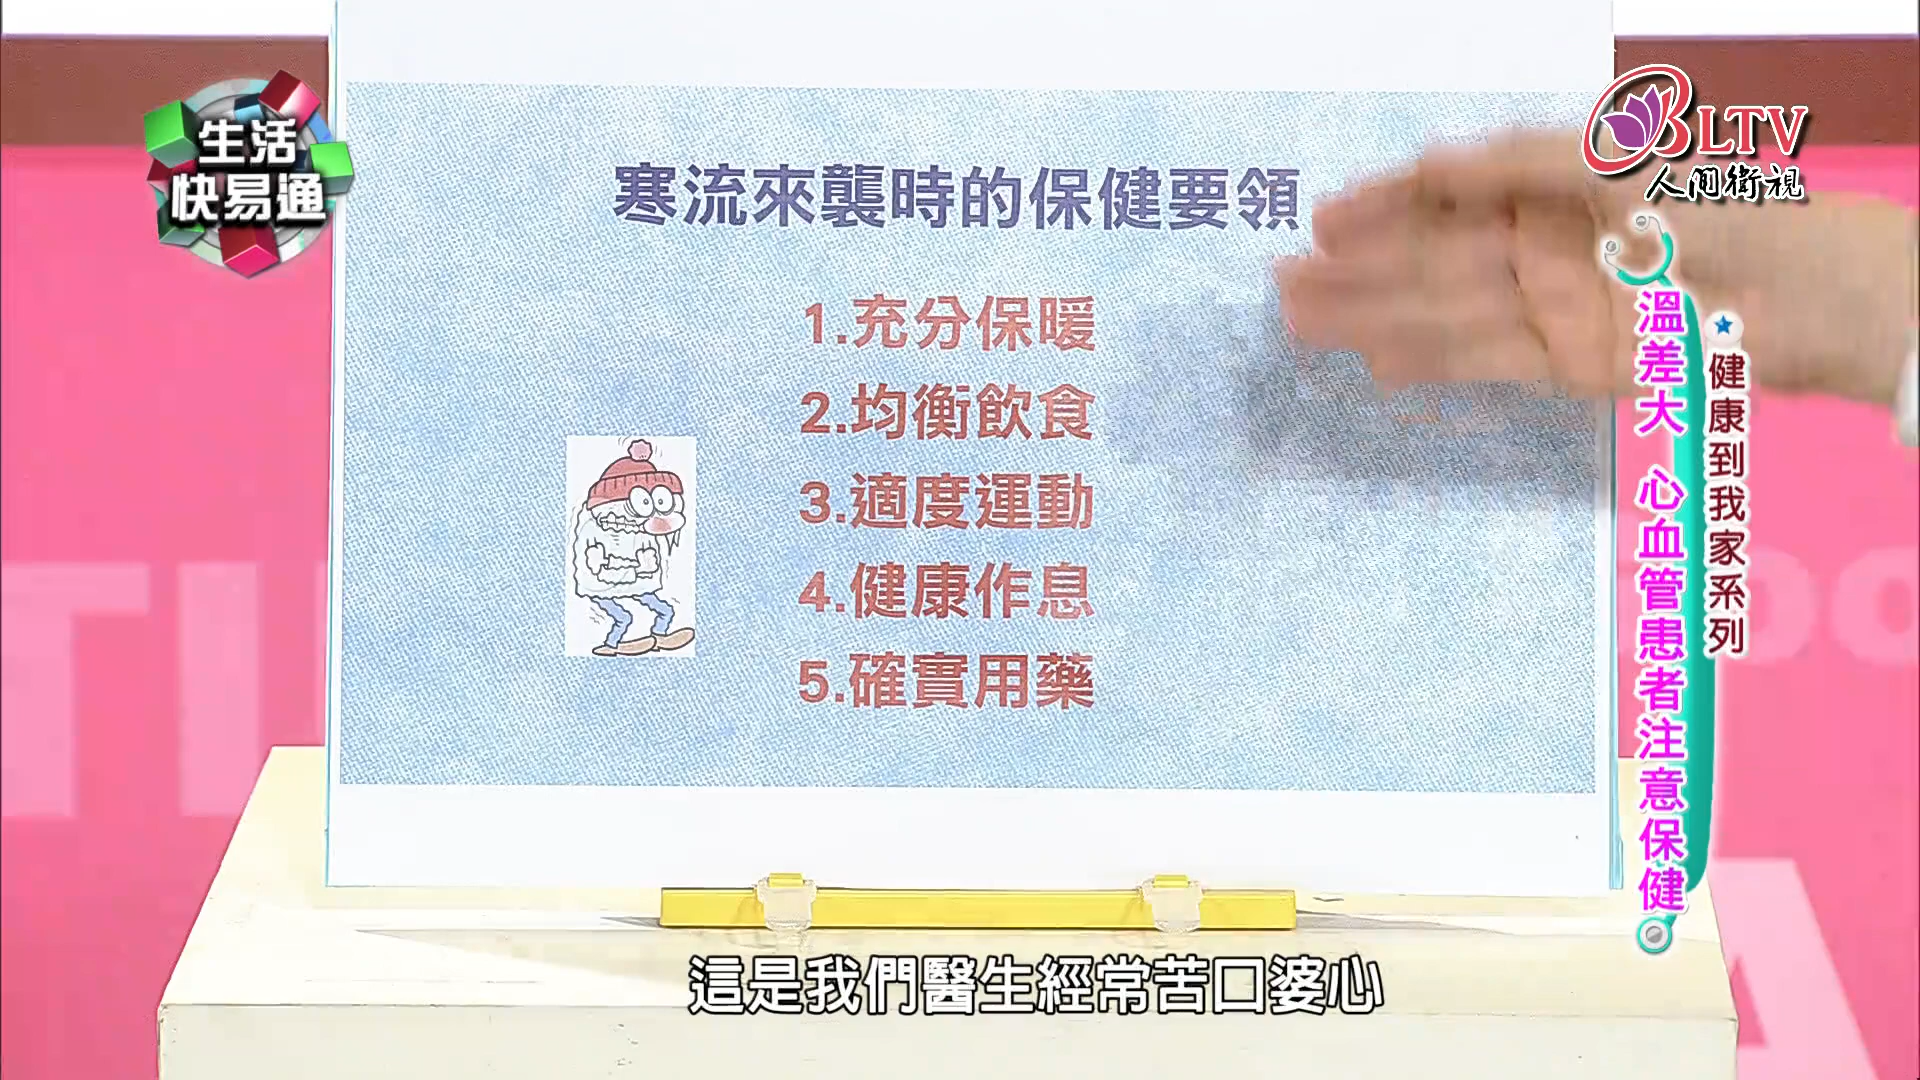 生活
快易通
BLTV
人間衛視
寒流來襲時的保健要領
1.充分保暖
2.均衡飲食
3.適度運動
4.健康作息
5.確實用藥
健康到我家系列
溫差大 心血管患者注意保健
這是我們醫生經常苦口婆心